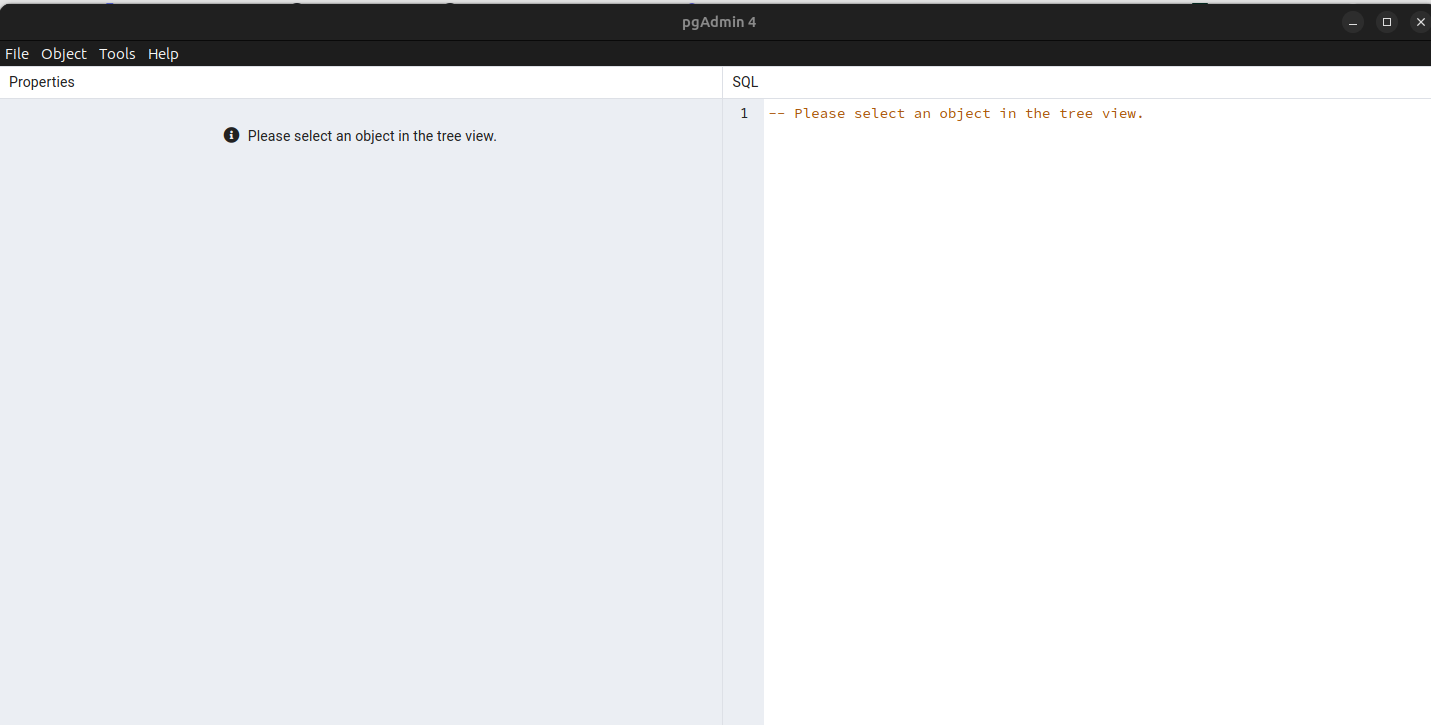 pgAdmin 4
File Object Tools Help
Properties
SQL
Please select an object in the tree view.
1 -- Please select an object in the tree view.